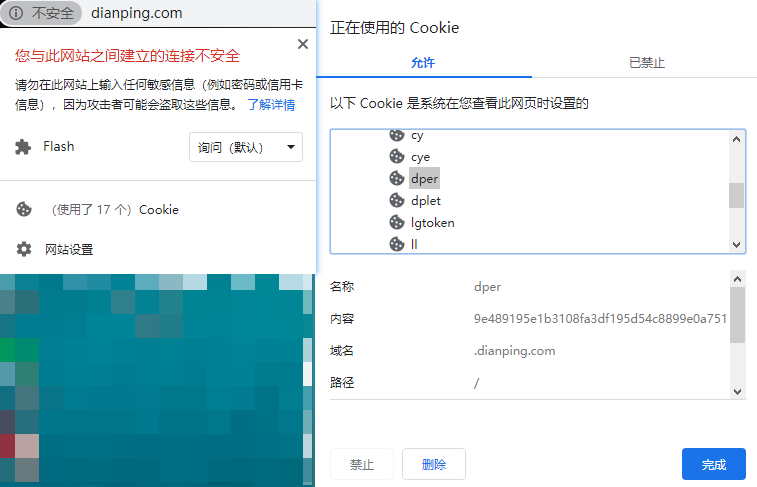 不安全 dianping.com
您与此网站之间建立的连接不安全
请勿在此网站上输入任何敏感信息（例如密码或信用卡
信息），因为攻击者可能会盗取这些信息。 了解详情
Flash 询问（默认）
（使用了 17 个）Cookie
网站设置
正在使用的 Cookie
允许 已禁止
以下 Cookie 是系统在您查看此网页时设置的
cy
cye
dper
dplet
lgtoken
ll
名称 dper
内容 9e489195e1b3108fa3df195d54c8899e0a751
域名 .dianping.com
路径 /
禁止 删除 完成